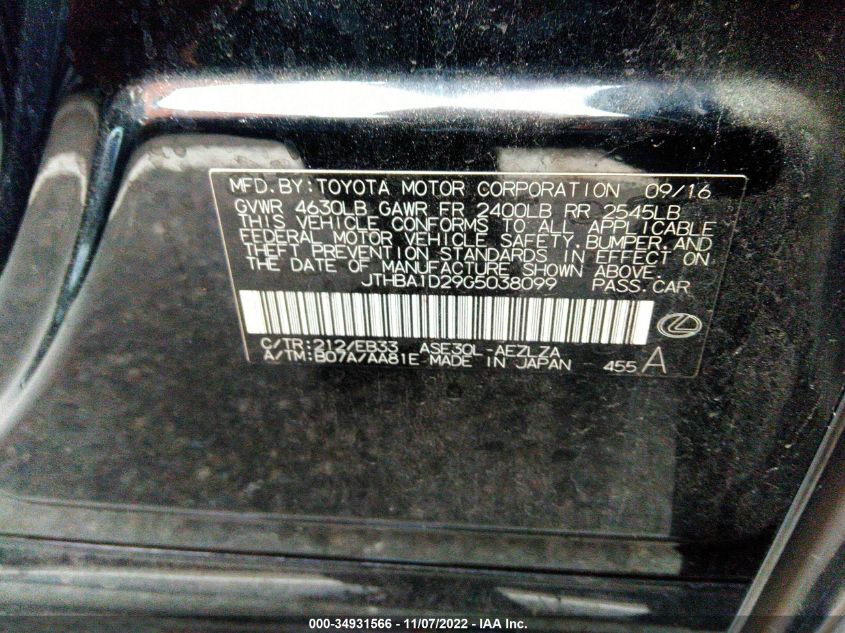 MFD. BY: TOYOTA MOTOR CORPORATION 09/16
GVWR 4630LB GAWR FR 2400LB RR 2545LB
THIS VEHICLE CONFORMS TO ALL APPLICABLE
FEDERAL MOTOR VEHICLE SAFETY, BUMPER, AND
THEFT PREVENTION STANDARDS IN EFFECT ON
THE DATE OF MANUFACTURE SHOWN ABOVE.
JTHBA1D29G5038099 PASS. CAR
C/TR: 212/EB33 ASE30L-AEZLZA
A/TM: B07A/AA81E MADE IN JAPAN 455 A
000-34931566 - 11/07/2022 - IAA Inc.